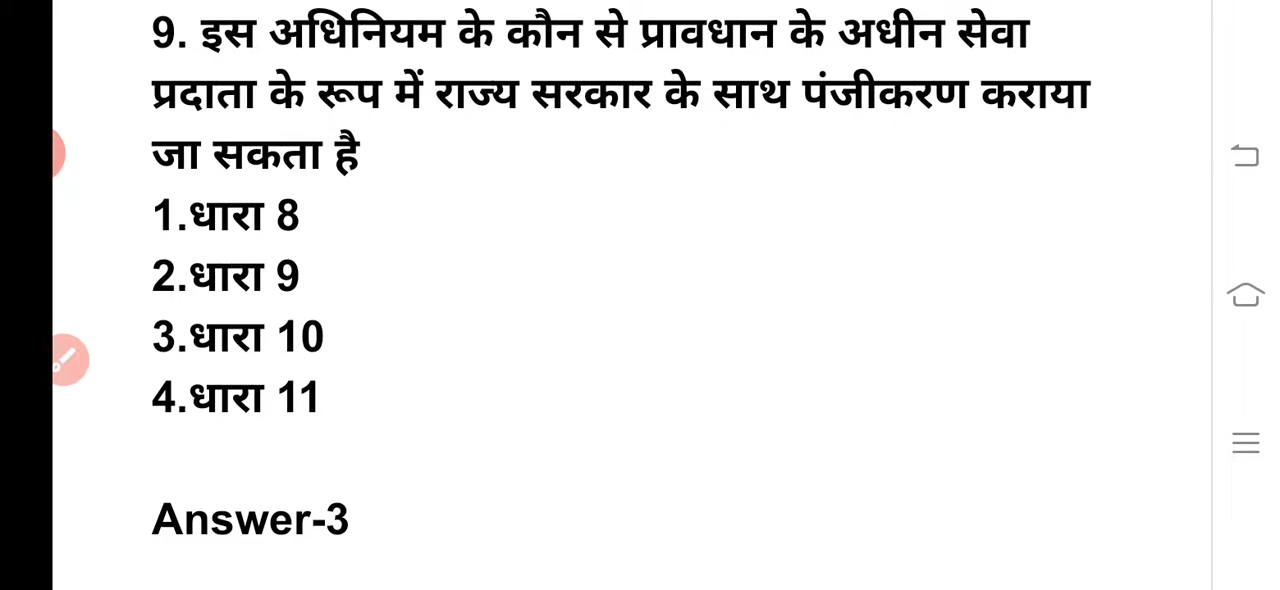 9. इस अधिनियम के कौन से प्रावधान के अधीन सेवा
प्रदाता के रूप में राज्य सरकार के साथ पंजीकरण कराया
जा सकता है
1.धारा 8
2.धारा 9
3.धारा 10
4.धारा 11
Answer-3